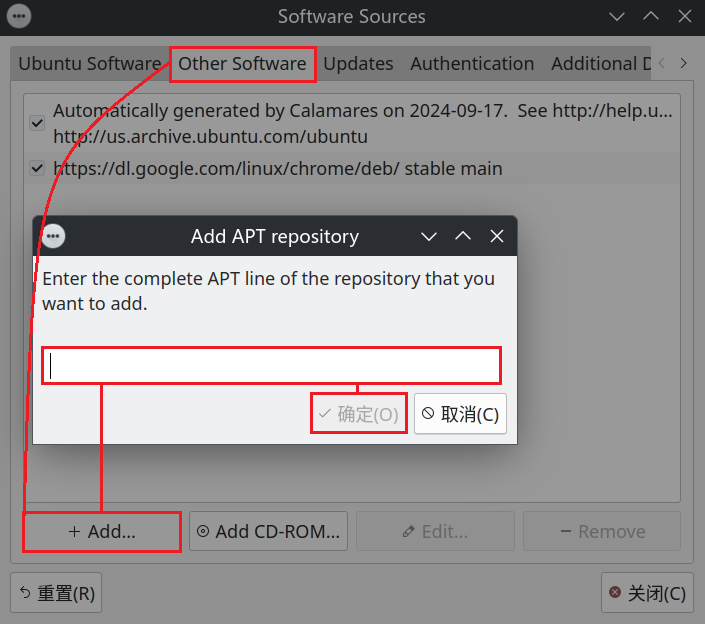 Software Sources
Ubuntu Software
Other Software
Updates
Authentication
Additional D
Automatically generated by Calamares on 2024-09-17.  See http://help.u...
http://us.archive.ubuntu.com/ubuntu
https://dl.google.com/linux/chrome/deb/ stable main
Add APT repository
Enter the complete APT line of the repository that you
want to add.
确定(O)
取消(C)
Add...
Add CD-ROM...
Edit...
Remove
重置(R)
关闭(C)